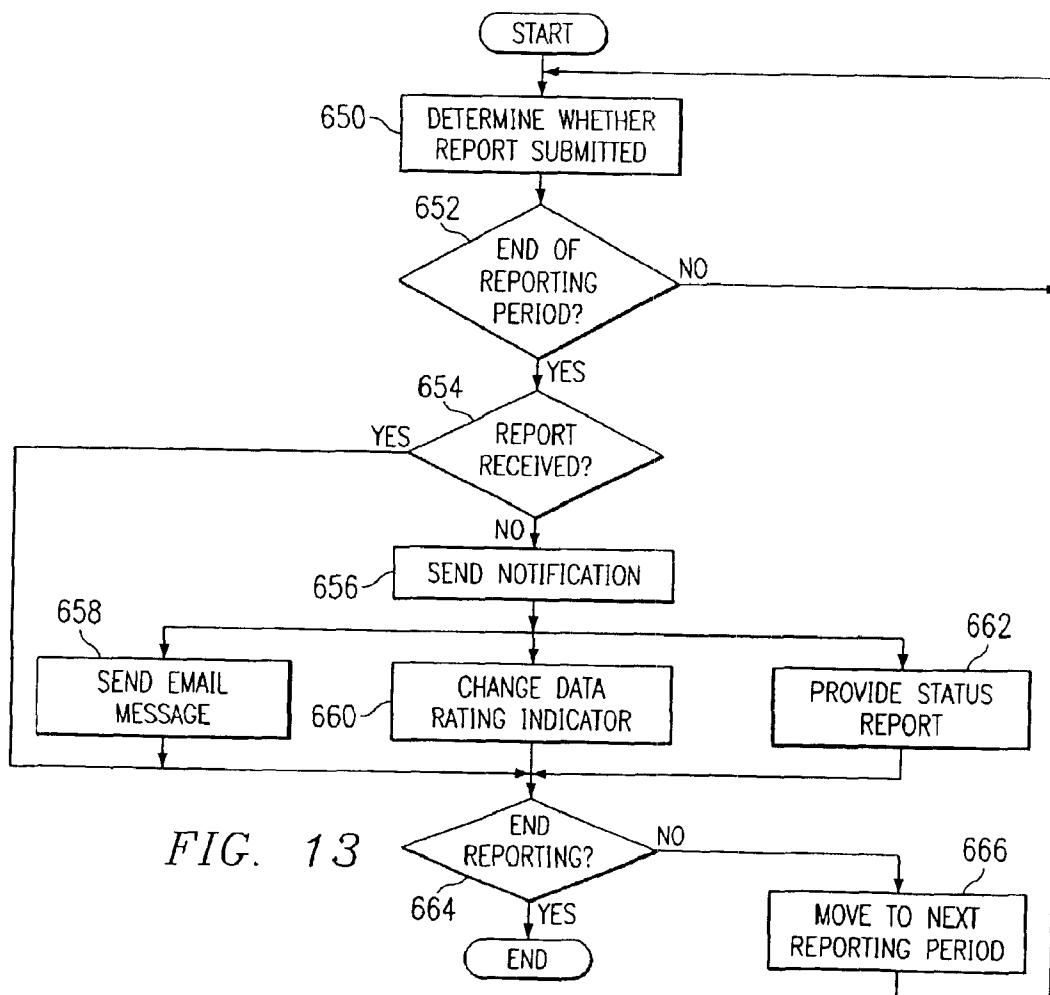 START
650
DETERMINE WHETHER
REPORT SUBMITTED
652
END OF
REPORTING
PERIOD?
NO
YES
654
YES
REPORT
RECEIVED?
NO
656
SEND NOTIFICATION
658
SEND EMAIL
MESSAGE
660
CHANGE DATA
RATING INDICATOR
662
PROVIDE STATUS
REPORT
FIG. 13
END
REPORTING?
NO
664
YES
END
666
MOVE TO NEXT
REPORTING PERIOD